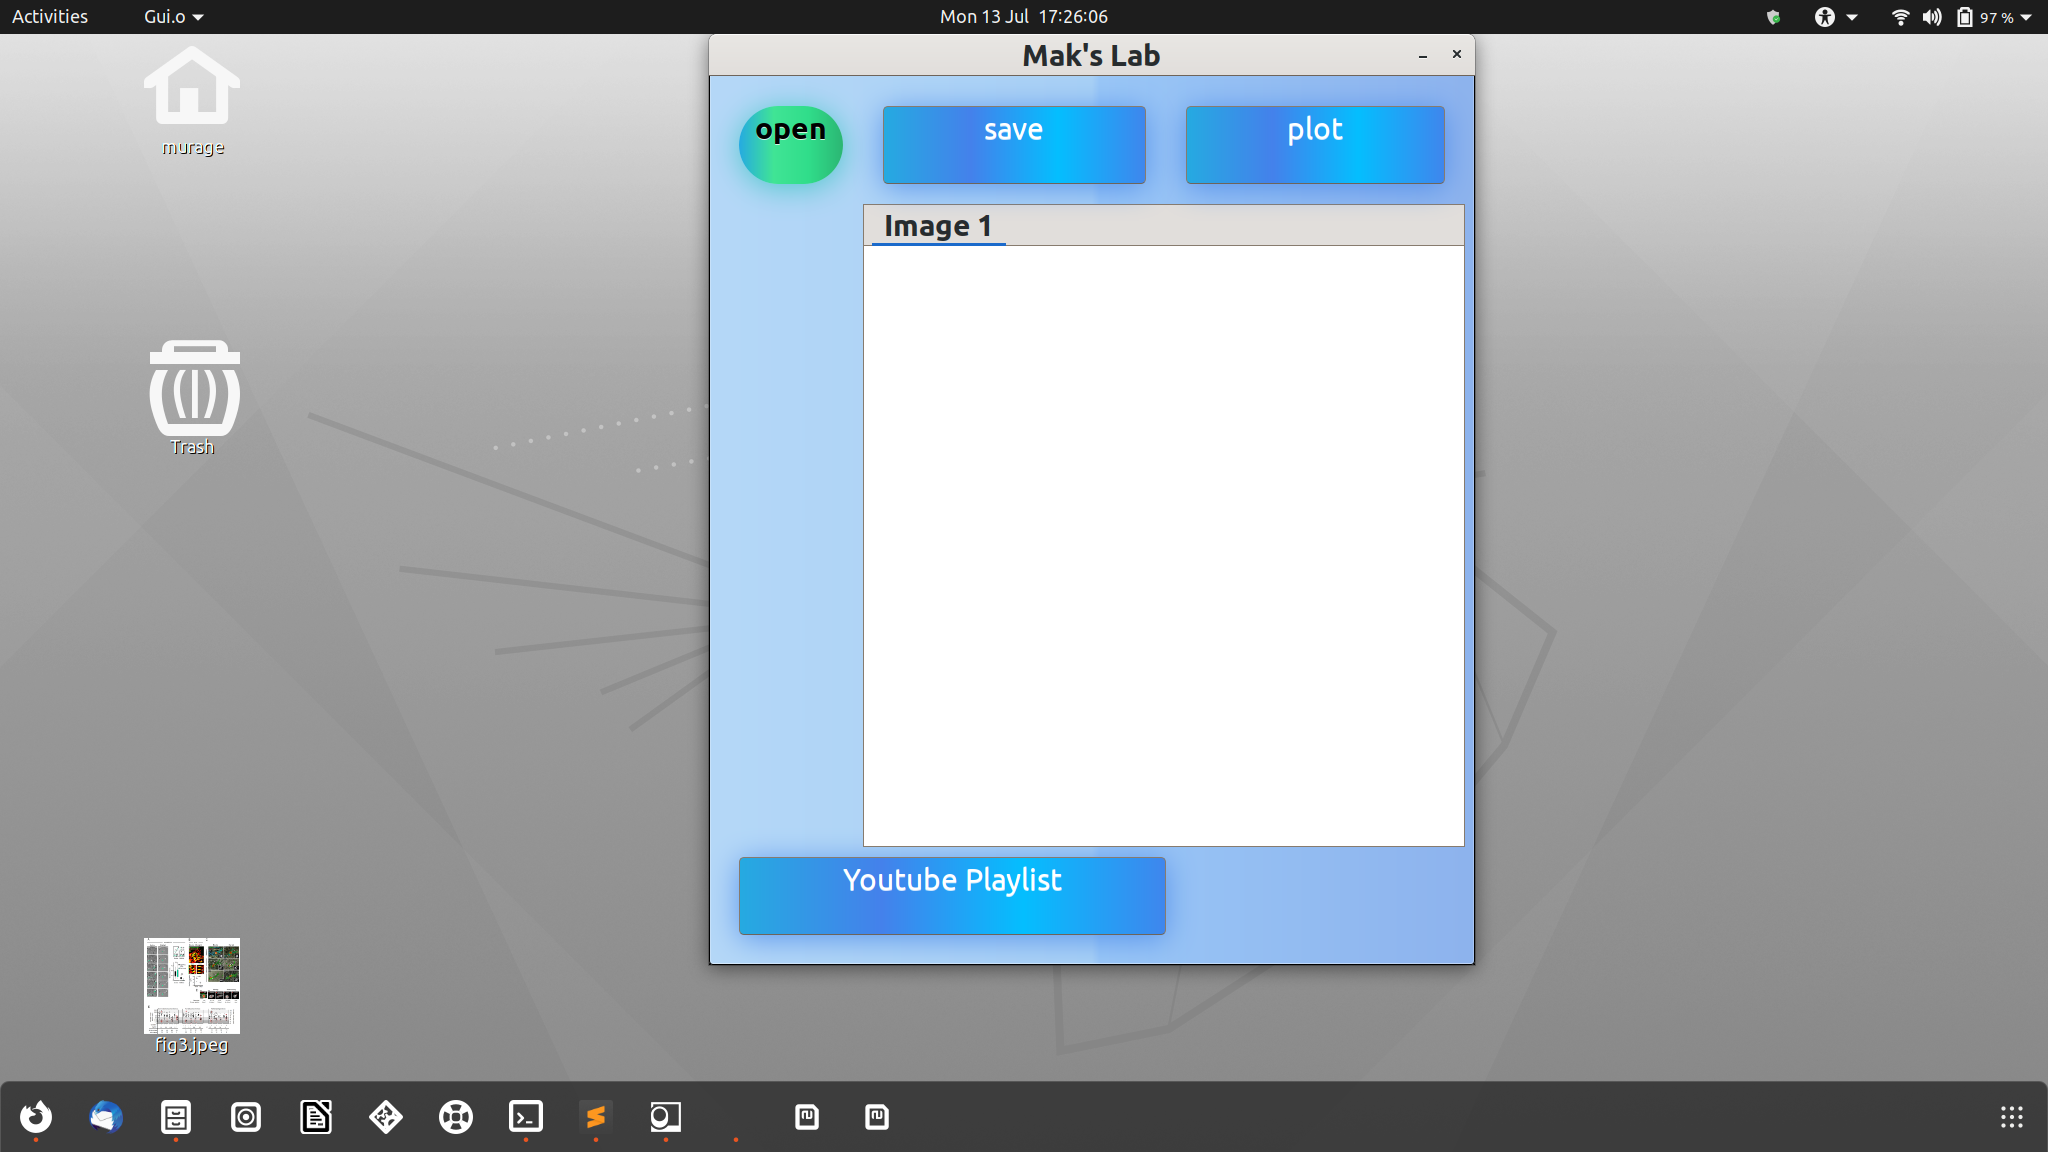 Activities
Gui.o
Mon 13 Jul 17:26:06
97 %
Mak's Lab
open
save
plot
Image 1
Youtube Playlist
murage
Trash
fig3.jpeg